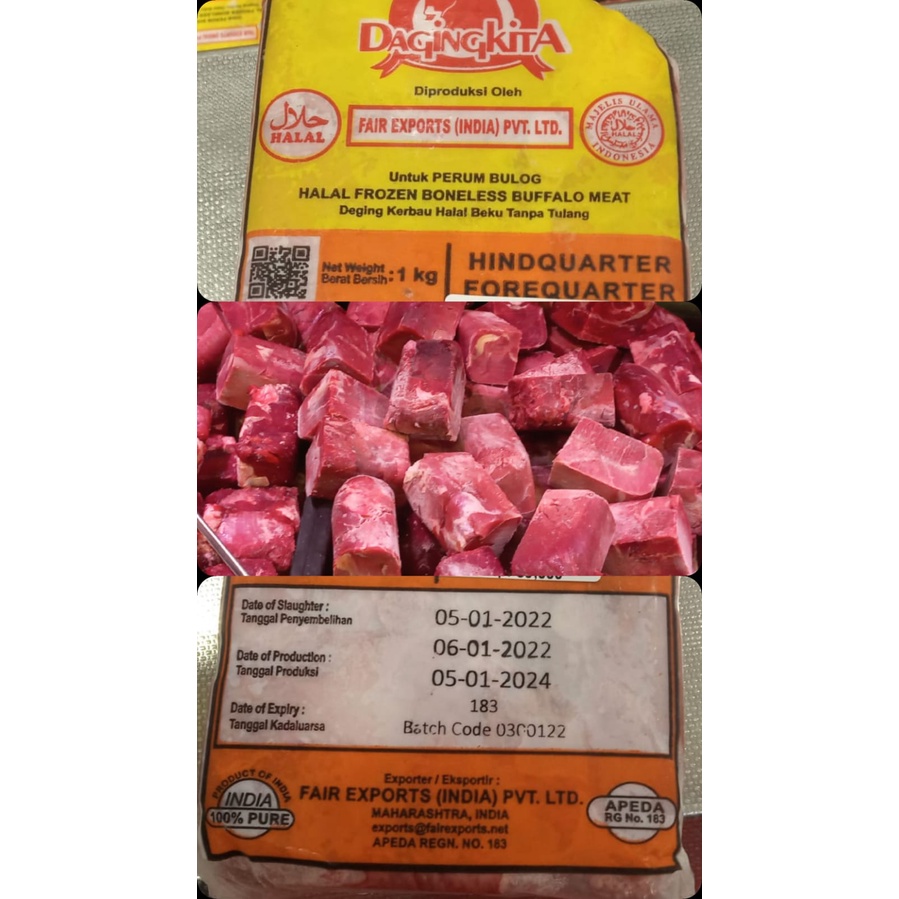 DAGINGKITA
Diproduksi Oleh
حلال
HALAL
FAIR EXPORTS (INDIA) PVT. LTD.
MAJELIS ULAMA
حلال
HALAL
INDONESIA
Untuk PERUM BULOG
HALAL FROZEN BONELESS BUFFALO MEAT
Deging Kerbau Halal Beku Tanpa Tulang
Net Weight
Berat Bersih : 1 kg
HINDQUARTER
FOREQUARTER
Date of Slaughter :
Tanggal Penyembelihan
05-01-2022
Date of Production :
Tanggal Produksi
06-01-2022
05-01-2024
Date of Expiry :
Tanggal Kadaluarsa
183
Batch Code 0300122
PRODUCT OF INDIA
INDIA
100% PURE
Exporter / Eksportir :
FAIR EXPORTS (INDIA) PVT. LTD.
MAHARASHTRA, INDIA
exports@fairexports.net
APEDA REGN. NO. 183
APEDA
RG No. 183